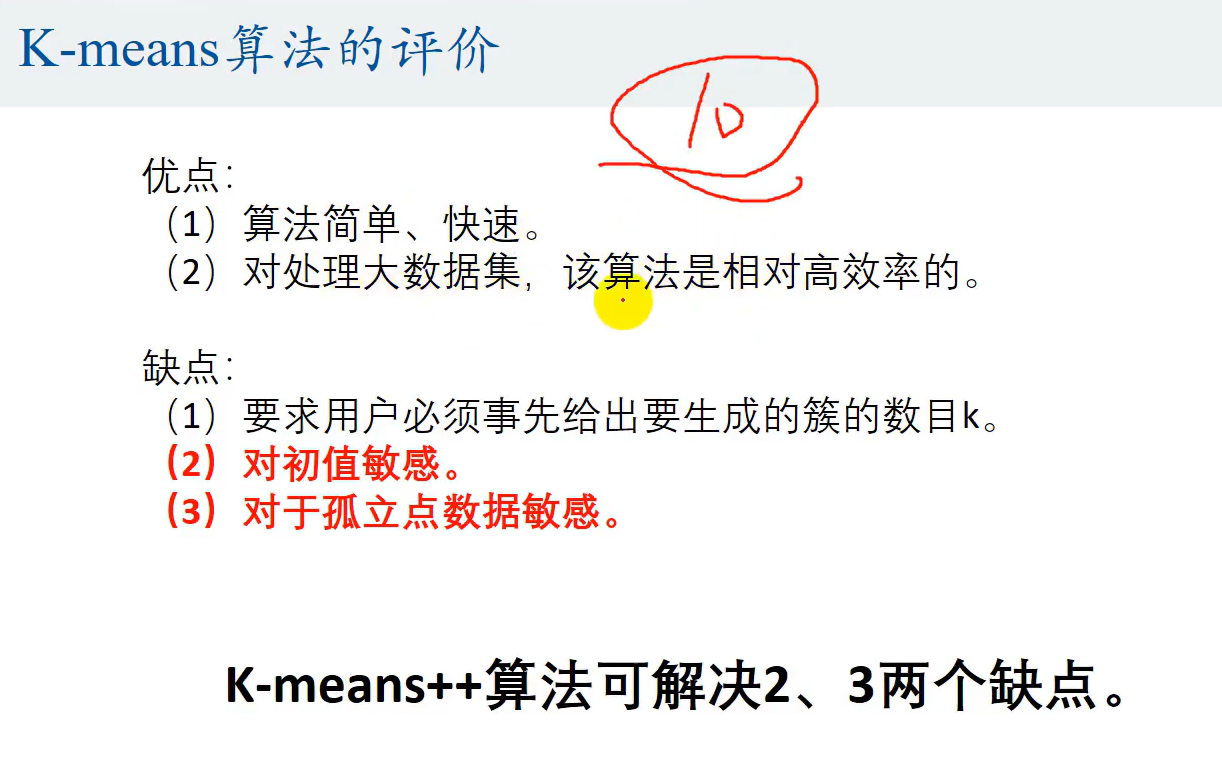 K-means算法的评价
10
优点：
（1）算法简单、快速。
（2）对处理大数据集，该算法是相对高效率的。
缺点：
（1）要求用户必须事先给出要生成的簇的数目k。
（2）对初值敏感。
（3）对于孤立点数据敏感。
K-means++算法可解决2、3两个缺点。